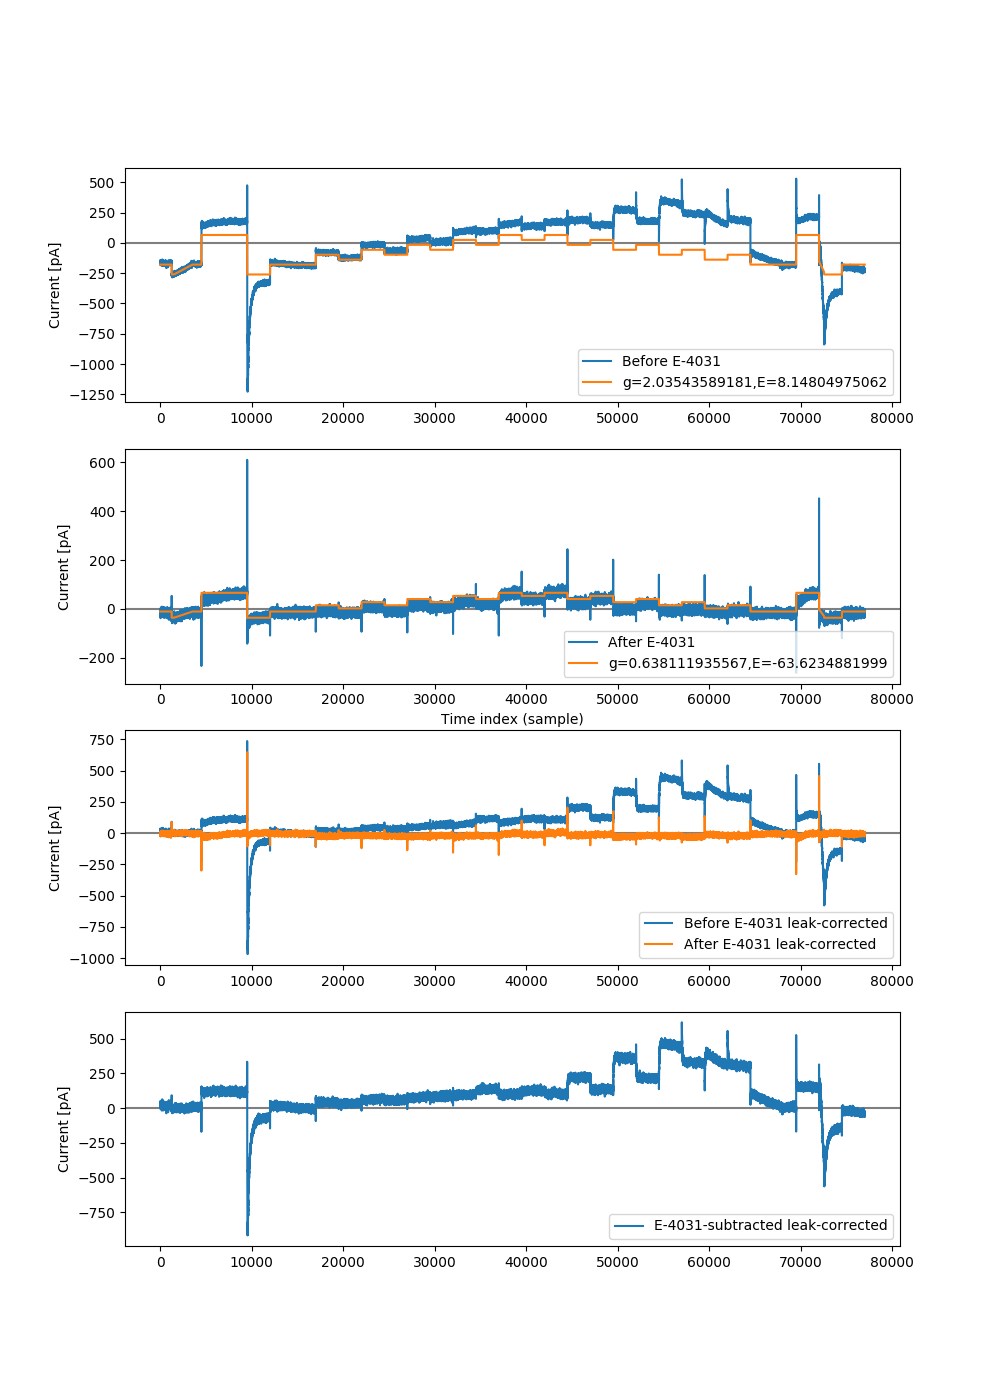 500
250
0
−250
−500
−750
−1000
−1250
Current [pA]
Before E-4031
g=2.03543589181,E=8.14804975062
0 10000 20000 30000 40000 50000 60000 70000 80000
600
400
200
0
−200
Current [pA]
After E-4031
g=0.638111935567,E=-63.6234881999
0 10000 20000 30000 40000 50000 60000 70000 80000
Time index (sample)
750
500
250
0
−250
−500
−750
−1000
Current [pA]
Before E-4031 leak-corrected
After E-4031 leak-corrected
0 10000 20000 30000 40000 50000 60000 70000 80000
500
250
0
−250
−500
−750
Current [pA]
E-4031-subtracted leak-corrected
0 10000 20000 30000 40000 50000 60000 70000 80000